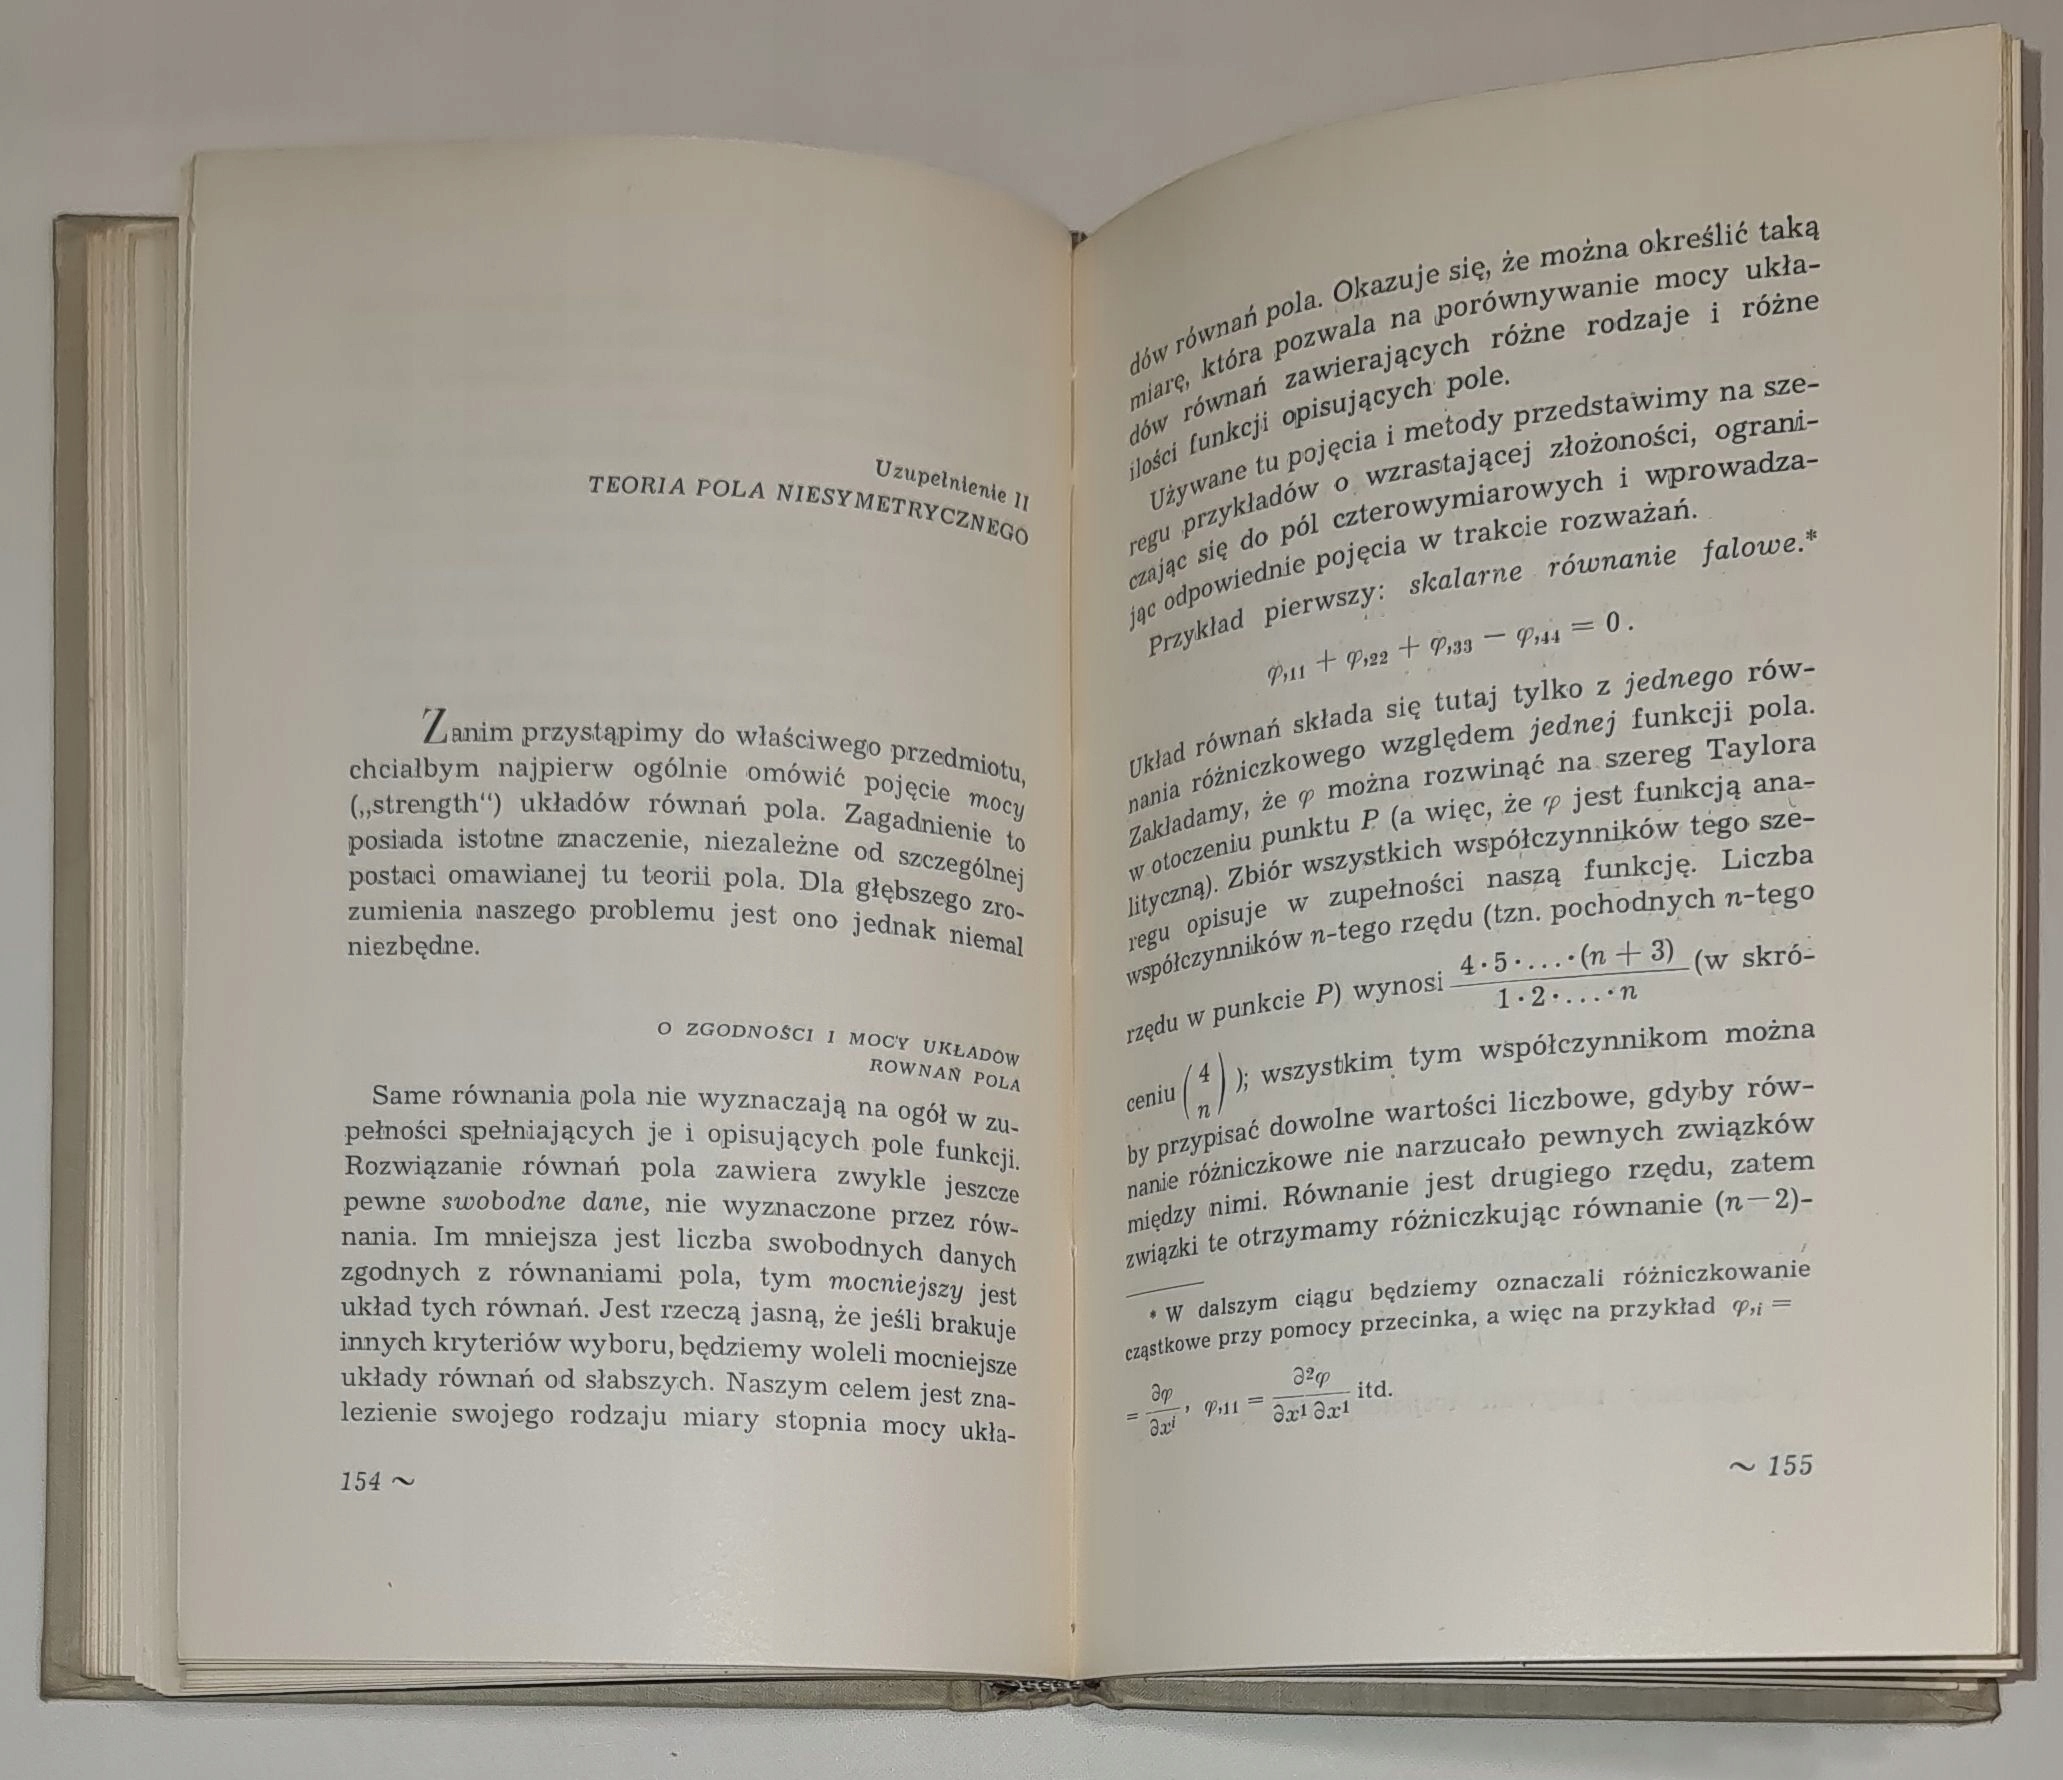 Uzupełnienie II
TEORIA POLA NIESYMETRYCZNEGO
Zanim przystąpimy do właściwego przedmiotu,
chciałbym najpierw ogólnie omówić pojęcie mocy
(„strength“) układów równań pola. Zagadnienie to
posiada istotne znaczenie, niezależne od szczególnej
postaci omawianej tu teorii pola. Dla głębszego zro-
zumienia naszego problemu jest ono jednak niemal
niezbędne.
O ZGODNOŚCI I MOCY UKŁADÓW
ROWNAŃ POLA
Same równania pola nie wyznaczają na ogół w zu-
pełności spełniających je i opisujących pole funkcji.
Rozwiązanie równań pola zawiera zwykle jeszcze
pewne swobodne dane, nie wyznaczone przez rów-
nania. Im mniejsza jest liczba swobodnych danych
zgodnych z równaniami pola, tym mocniejszy jest
układ tych równań. Jest rzeczą jasną, że jeśli brakuje
innych kryteriów wyboru, będziemy woleli mocniejsze
układy równań od słabszych. Naszym celem jest zna-
lezienie swojego rodzaju miary stopnia mocy ukła-
154 ~
dów równań pola. Okazuje się, że można określić taką
miarę, która pozwala na porównywanie mocy ukła-
dów równań zawierających różne rodzaje i różne
ilości funkcji opisujących pole.
Używane tu pojęcia i metody przedstawimy na sze-
regu przykładów o wzrastającej złożoności, ograni-
czając się do pól czterowymiarowych i wprowadza-
jąc odpowiednie pojęcia w trakcie rozważań.
Przykład pierwszy: skalarne równanie falowe.*
φ,₁₁ + φ,₂₂ + φ,₃₃ − φ,₄₄ = 0.
Układ równań składa się tutaj tylko z jednego rów-
nania różniczkowego względem jednej funkcji pola.
Zakładamy, że φ można rozwinąć na szereg Taylora
w otoczeniu punktu P (a więc, że φ jest funkcją ana-
lityczną). Zbiór wszystkich współczynników tego sze-
regu opisuje w zupełności naszą funkcję. Liczba
współczynników n-tego rzędu (tzn. pochodnych n-tego
rzędu w punkcie P) wynosi 4·5·...·(n + 3) / 1·2·...·n (w skró-
ceniu (4 n)); wszystkim tym współczynnikom można
by przypisać dowolne wartości liczbowe, gdyby rów-
nanie różniczkowe nie narzucało pewnych związków
między nimi. Równanie jest drugiego rzędu, zatem
związki te otrzymamy różniczkując równanie (n—2)-
* W dalszym ciągu będziemy oznaczali różniczkowanie
cząstkowe przy pomocy przecinka, a więc na przykład φ,i =
= ∂φ/∂xⁱ, φ,₁₁ = ∂²φ/∂x¹∂x¹ itd.
~ 155